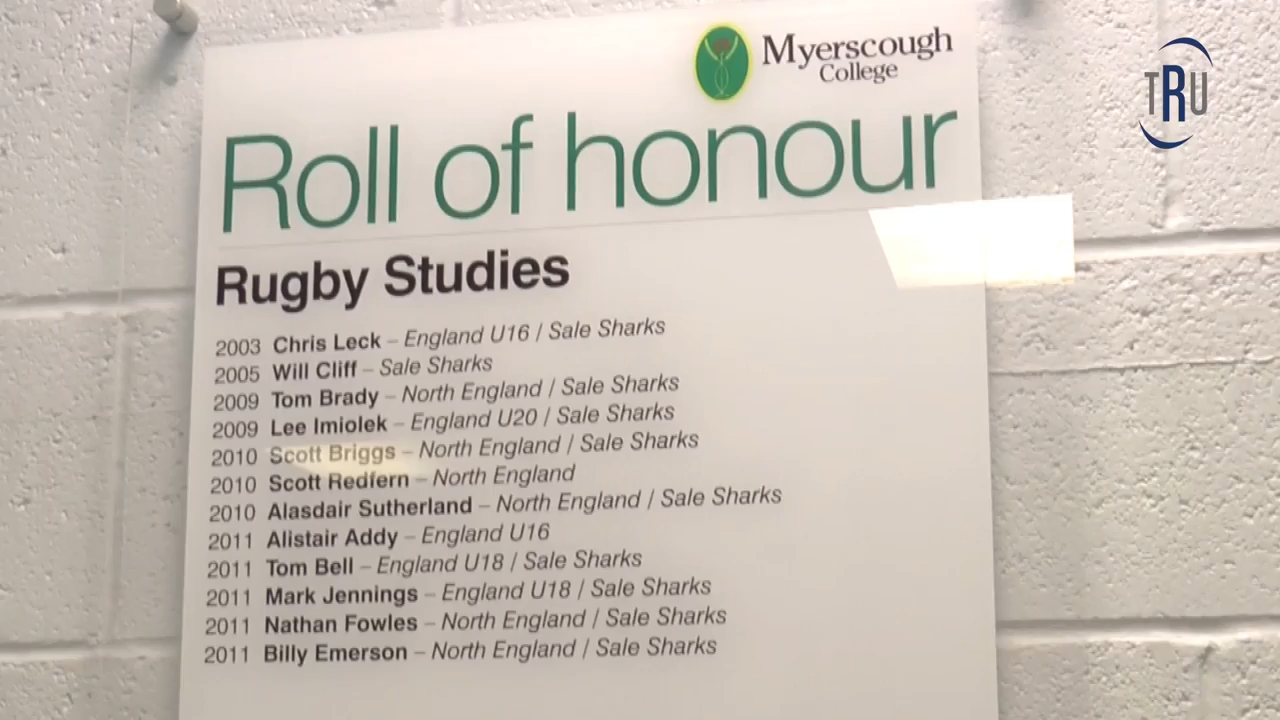 Myerscough
College
TRU
Roll of honour
Rugby Studies
2003 Chris Leck – England U16 / Sale Sharks
2005 Will Cliff – Sale Sharks
2009 Tom Brady – North England / Sale Sharks
2009 Lee Imiolek – England U20 / Sale Sharks
2010 Scott Briggs – North England / Sale Sharks
2010 Scott Redfern – North England
2010 Alasdair Sutherland – North England / Sale Sharks
2011 Alistair Addy – England U16
2011 Tom Bell – England U18 / Sale Sharks
2011 Mark Jennings – England U18 / Sale Sharks
2011 Nathan Fowles – North England / Sale Sharks
2011 Billy Emerson – North England / Sale Sharks